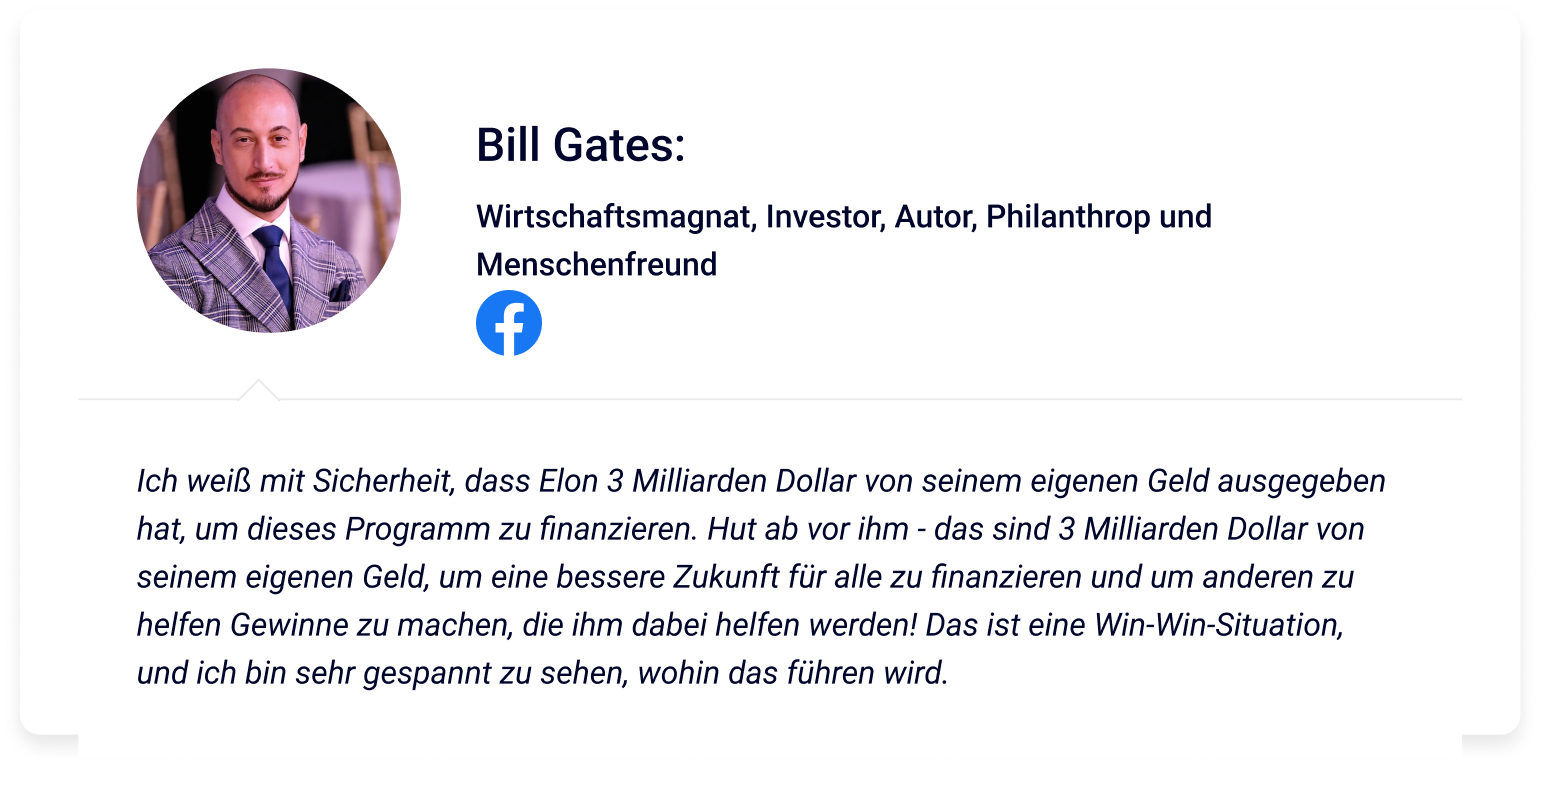 Bill Gates:
Wirtschaftsmagnat, Investor, Autor, Philanthrop und
Menschenfreund
Ich weiß mit Sicherheit, dass Elon 3 Milliarden Dollar von seinem eigenen Geld ausgegeben
hat, um dieses Programm zu finanzieren. Hut ab vor ihm - das sind 3 Milliarden Dollar von
seinem eigenen Geld, um eine bessere Zukunft für alle zu finanzieren und um anderen zu
helfen Gewinne zu machen, die ihm dabei helfen werden! Das ist eine Win-Win-Situation,
und ich bin sehr gespannt zu sehen, wohin das führen wird.